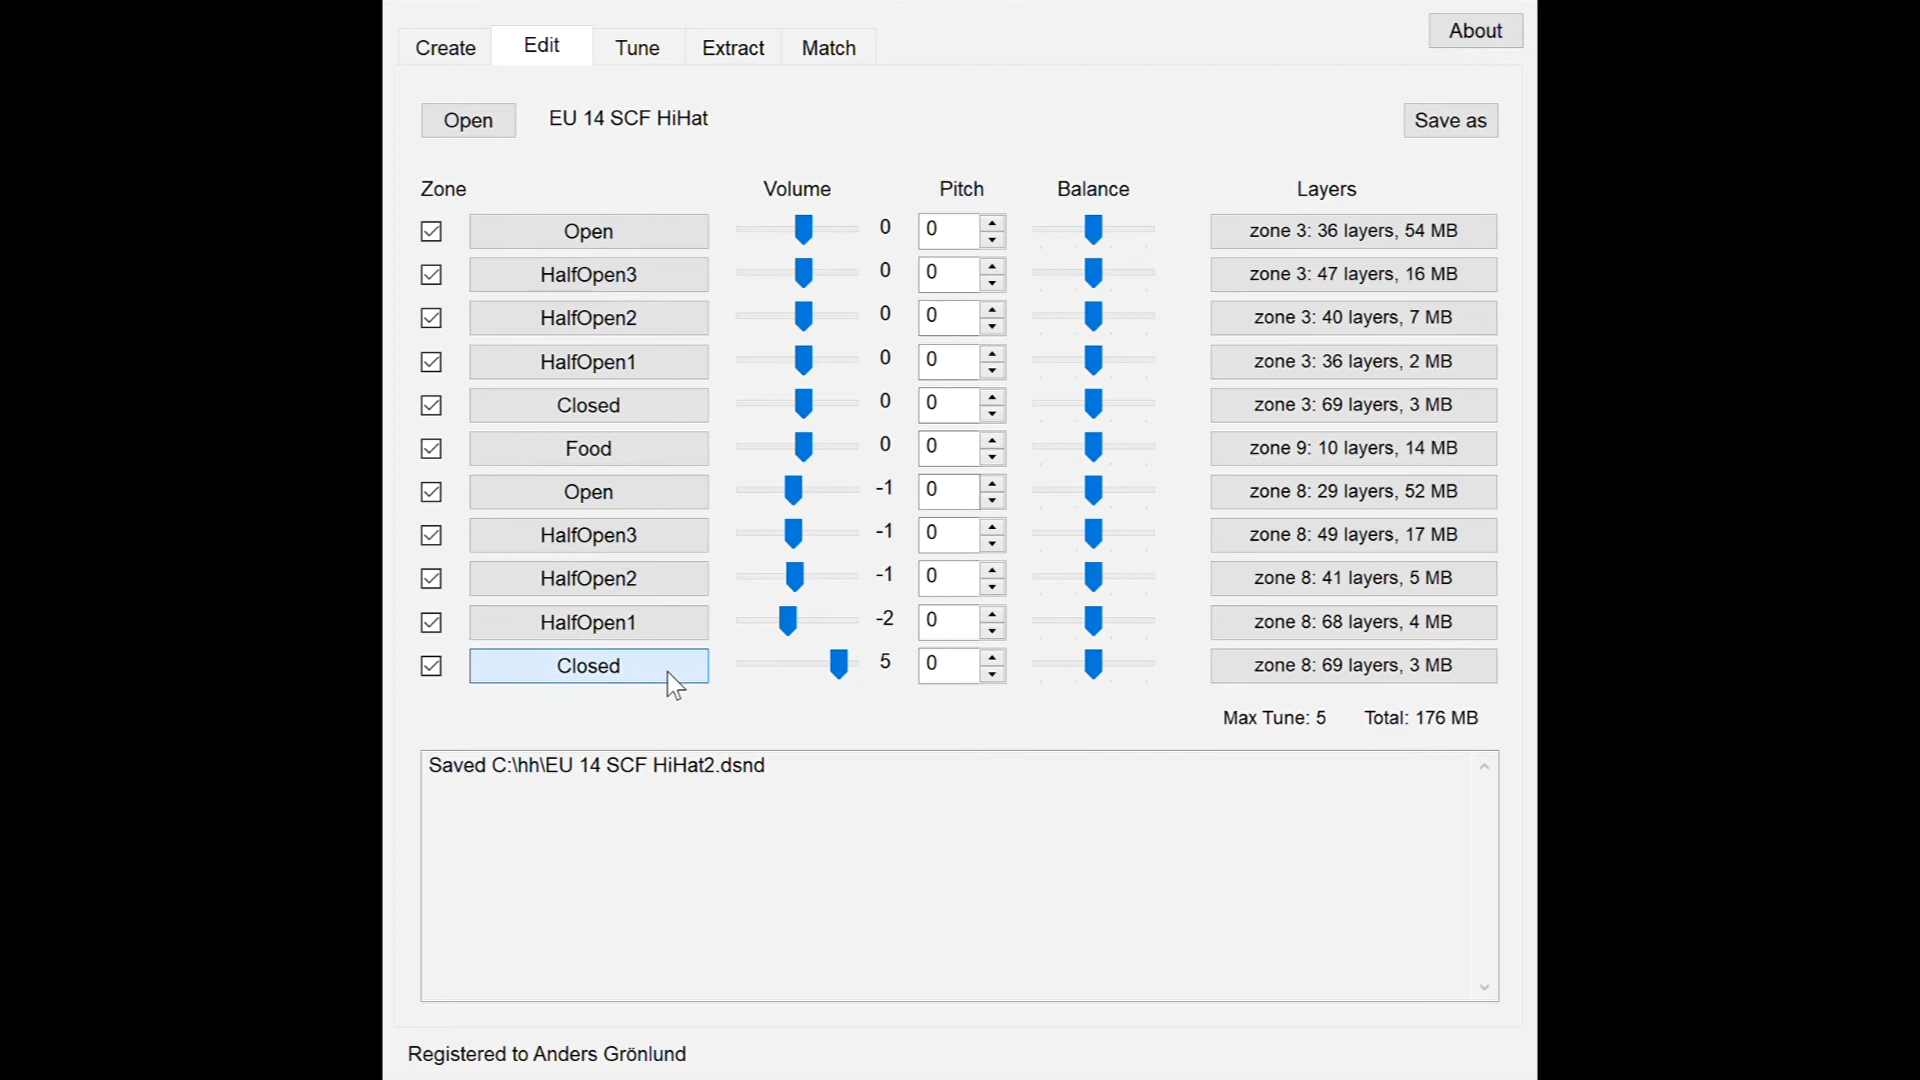 About
Create Edit Tune Extract Match
Open EU 14 SCF HiHat Save as
Zone Volume Pitch Balance Layers
Open 0 0 zone 3: 36 layers, 54 MB
HalfOpen3 0 0 zone 3: 47 layers, 16 MB
HalfOpen2 0 0 zone 3: 40 layers, 7 MB
HalfOpen1 0 0 zone 3: 36 layers, 2 MB
Closed 0 0 zone 3: 69 layers, 3 MB
Food 0 0 zone 9: 10 layers, 14 MB
Open -1 0 zone 8: 29 layers, 52 MB
HalfOpen3 -1 0 zone 8: 49 layers, 17 MB
HalfOpen2 -1 0 zone 8: 41 layers, 5 MB
HalfOpen1 -2 0 zone 8: 68 layers, 4 MB
Closed 5 0 zone 8: 69 layers, 3 MB
Max Tune: 5 Total: 176 MB
Saved C:\hh\EU 14 SCF HiHat2.dsnd
Registered to Anders Grönlund